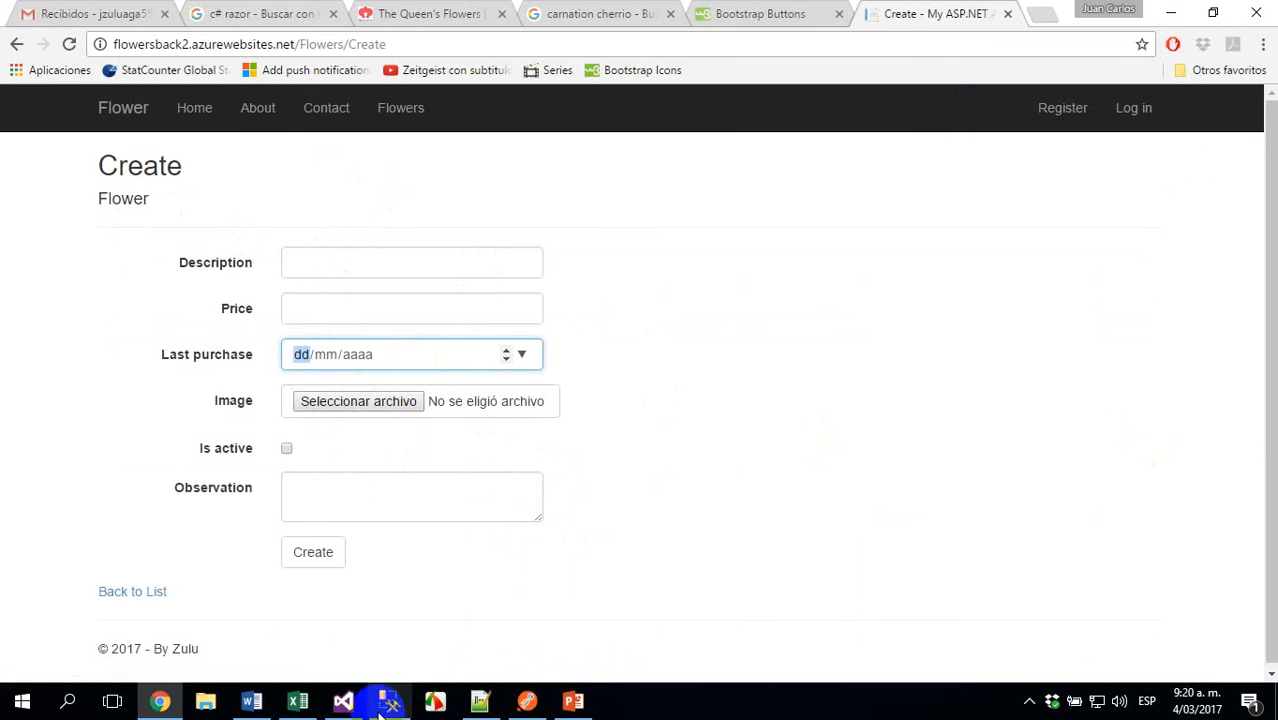 Juan Carlos
Recibidos - jzuluaga55
c# razor - Buscar con
The Queen's Flowers |
carnation cherrio - Bus
Bootstrap Buttons
Create - My ASP.NET A
flowersback2.azurewebsites.net/Flowers/Create
Aplicaciones
StatCounter Global St
Add push notification
Zeitgeist con subtitul
Series
Bootstrap Icons
Otros favoritos
Flower Home About Contact Flowers Register Log in
Create
Flower
Description
Price
Last purchase dd/mm/aaaa
Image Seleccionar archivo No se eligió archivo
Is active
Observation
Create
Back to List
© 2017 - By Zulu
ESP
9:20 a. m.
4/03/2017